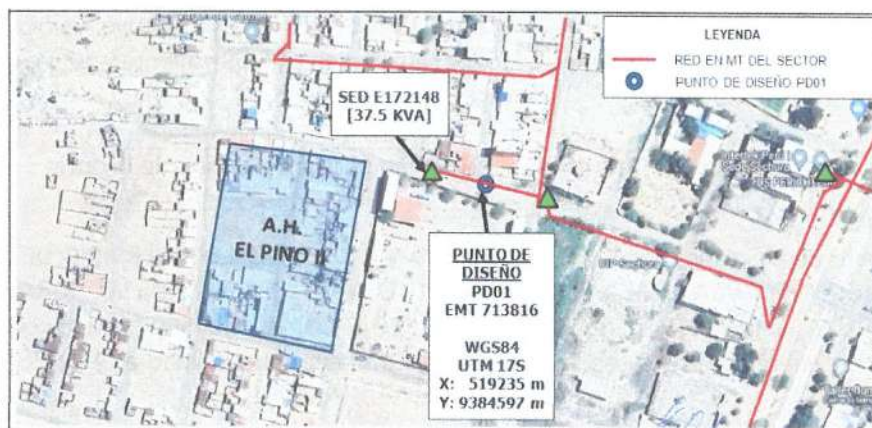 LEYENDA
RED EN MT DEL SECTOR
PUNTO DE DISEÑO PD01
SED E172148
[37.5 KVA]
A.H.
EL PINO II
PUNTO DE
DISEÑO
PD01
EMT 713816
WGS84
UTM 17S
X: 519235 m
Y: 9384597 m